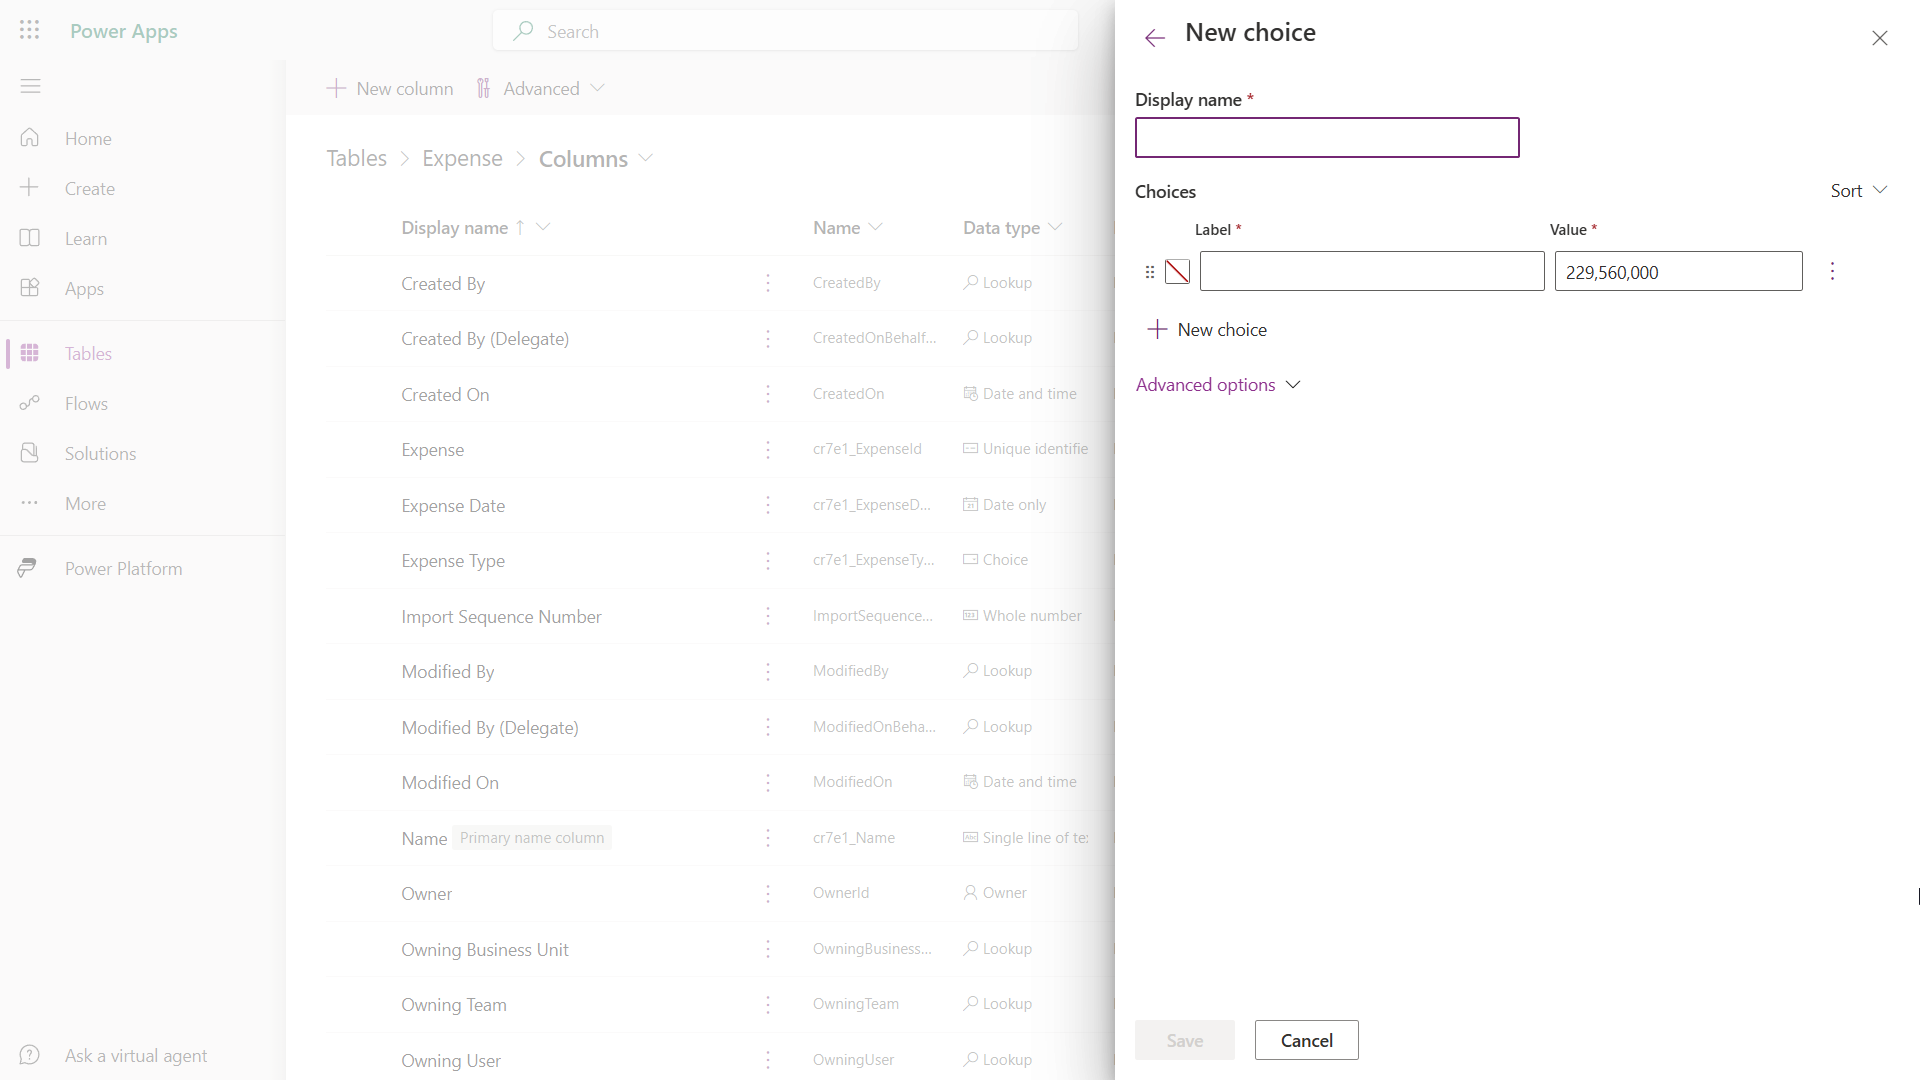 Power Apps
Search
New choice
New column
Advanced
Home
Create
Learn
Apps
Tables
Flows
Solutions
More
Power Platform
Ask a virtual agent
Tables > Expense > Columns
Display name ↑ Name Data type
Created By CreatedBy Lookup
Created By (Delegate) CreatedOnBehalf... Lookup
Created On CreatedOn Date and time
Expense cr7e1_ExpenseId Unique identifie
Expense Date cr7e1_ExpenseD... Date only
Expense Type cr7e1_ExpenseTy... Choice
Import Sequence Number ImportSequence... Whole number
Modified By ModifiedBy Lookup
Modified By (Delegate) ModifiedOnBeha... Lookup
Modified On ModifiedOn Date and time
Name Primary name column cr7e1_Name Single line of te
Owner OwnerId Owner
Owning Business Unit OwningBusiness... Lookup
Owning Team OwningTeam Lookup
Owning User OwningUser Lookup
Display name *
Choices
Sort
Label * Value *
229,560,000
New choice
Advanced options
Save Cancel